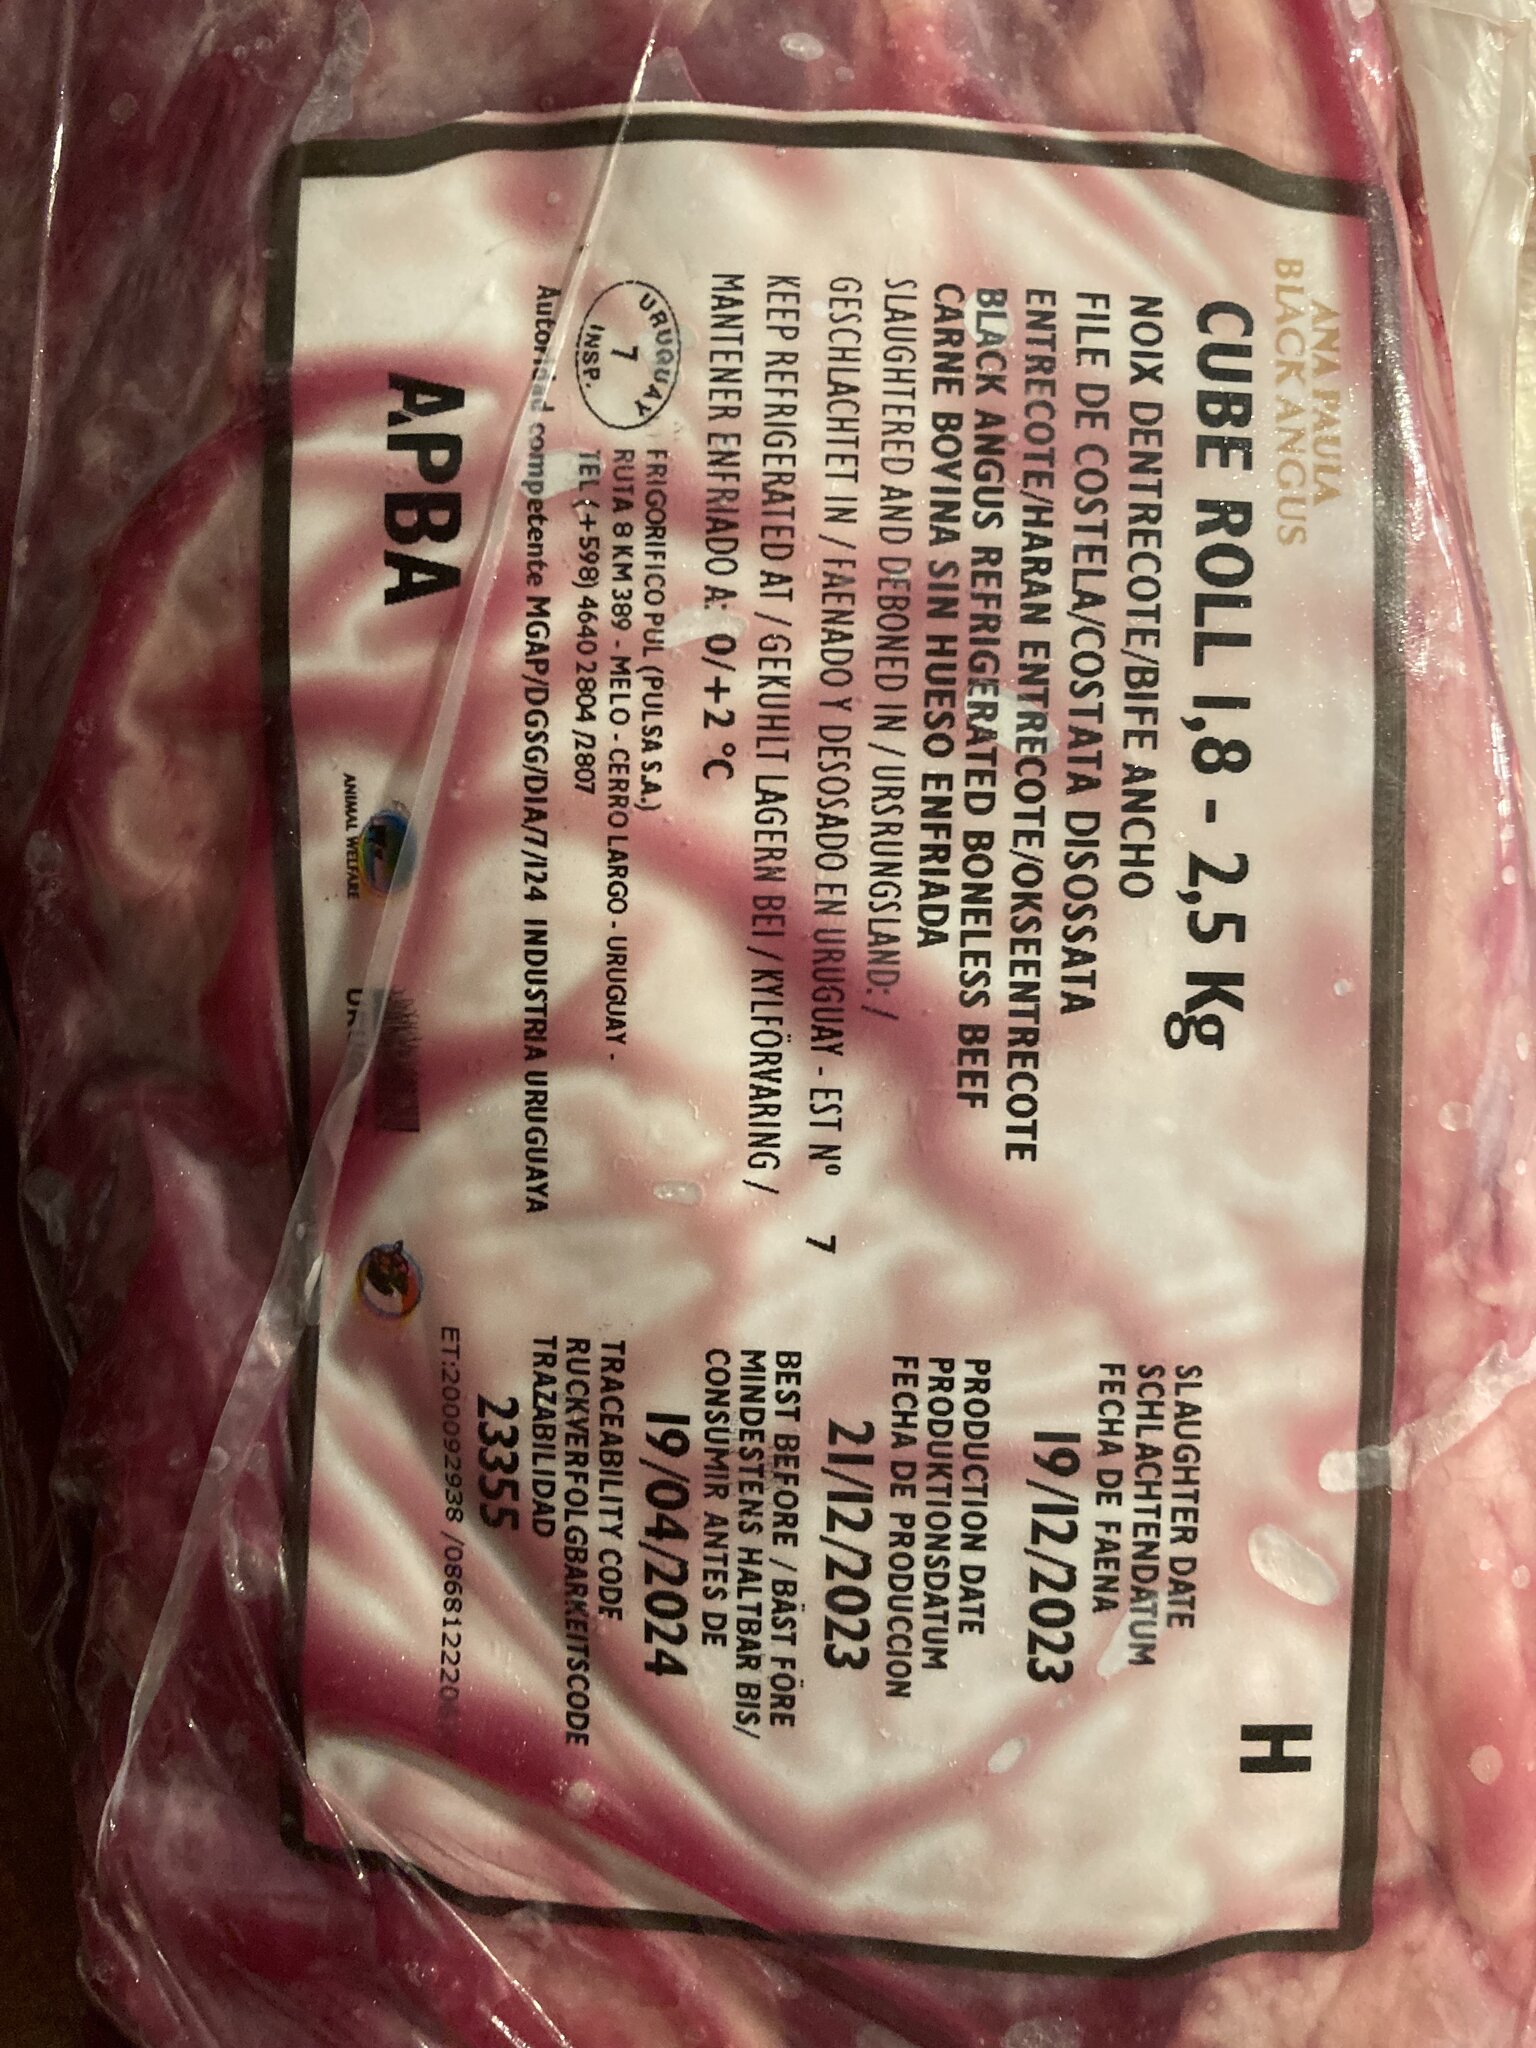 ANA PAULA
BLACK ANGUS
H
CUBE ROLL 1,8 - 2,5 Kg
NOIX DENTRECOTE/BIFE ANCHO
FILE DE COSTELA/COSTATA DISOSSATA
ENTRECOTE/HARAN ENTRECOTE/OKSEENTRECOTE
BLACK ANGUS REFRIGERATED BONELESS BEEF
CARNE BOVINA SIN HUESO ENFRIADA
SLAUGHTERED AND DEBONED IN / URSRUNGSLAND: /
GESCHLACHTET IN / FAENADO Y DESOSADO EN URUGUAY - EST Nº 7
KEEP REFRIGERATED AT / GEKUHLT LAGERN BEI / KYLFÖRVARING /
MANTENER ENFRIADO A: 0/+2 °C
URUGUAY
7
INSP.
FRIGORIFICO PUL (PULSA S.A.)
RUTA 8 KM 389 - MELO - CERRO LARGO - URUGUAY -
TEL (+598) 4640 2804 /2807
Autoridad competente MGAP/DGSG/DIA/7/124 INDUSTRIA URUGUAYA
APBA
ANIMAL WELFARE
SLAUGHTER DATE
SCHLACHTENDATUM
FECHA DE FAENA
19/12/2023
PRODUCTION DATE
PRODUKTIONSDATUM
FECHA DE PRODUCCION
21/12/2023
BEST BEFORE / BÄST FÖRE
MINDESTENS HALTBAR BIS/
CONSUMIR ANTES DE
19/04/2024
TRACEABILITY CODE
RUCKVERFOLGBARKEITSCODE
TRAZABILIDAD
23355
ET:200092938